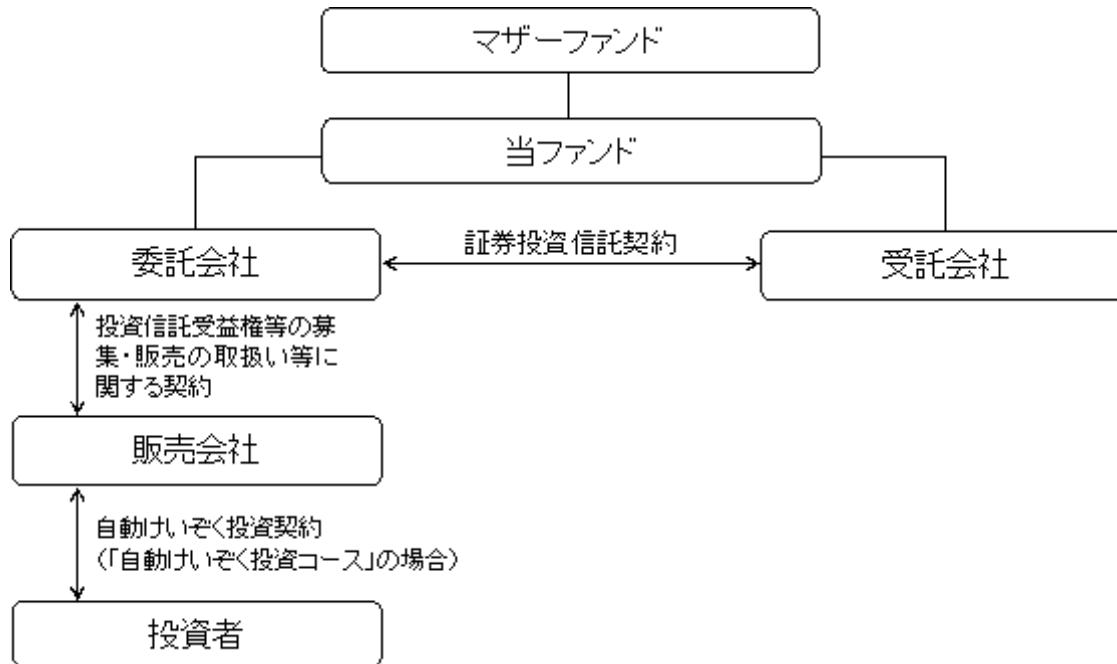 マザーファンド
当ファンド
委託会社
証券投資信託契約
受託会社
投資信託受益権等の募
集・販売の取扱い等に
関する契約
販売会社
自動けいぞく投資契約
(「自動けいぞく投資コース」の場合)
投資者